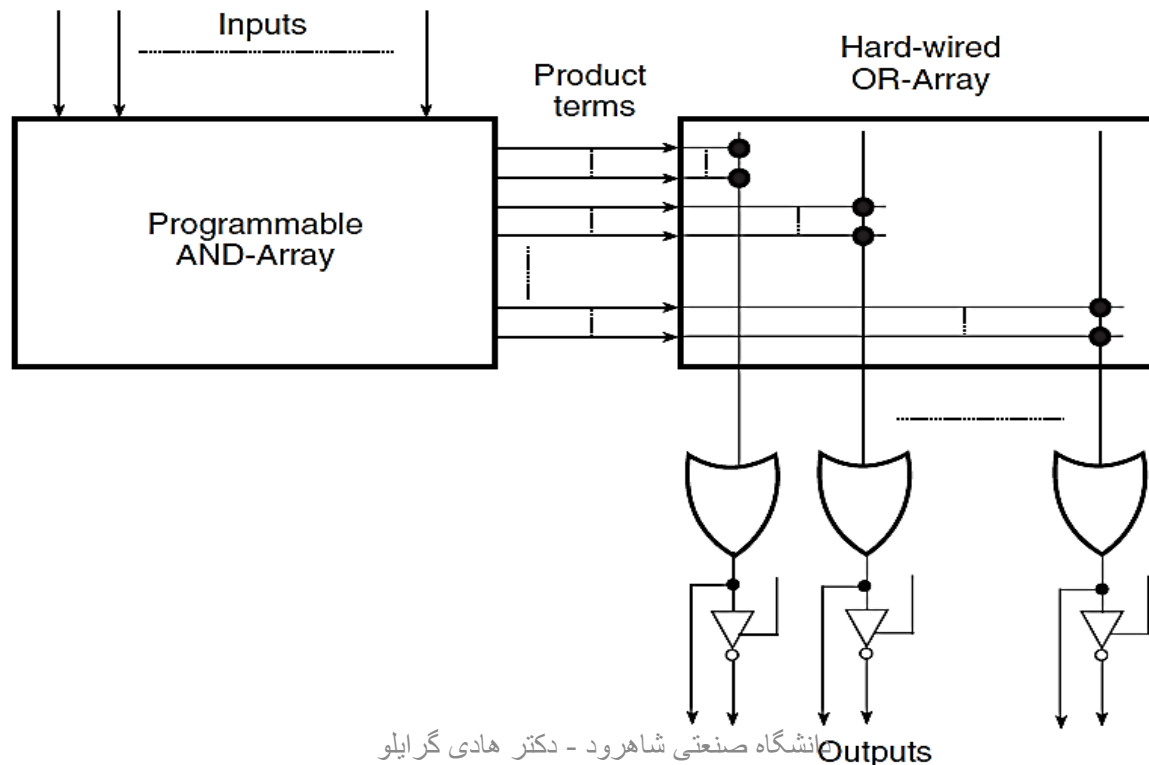 Inputs
Product
terms
Hard-wired
OR-Array
Programmable
AND-Array
دانشگاه صنعتی شاهرود - دکتر هادی گرایلو
Outputs